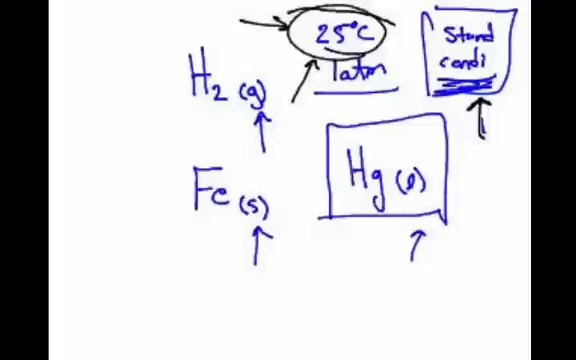 25°C
1atm
Stand
condi
H₂ (g)
Fe (s)
Hg (l)